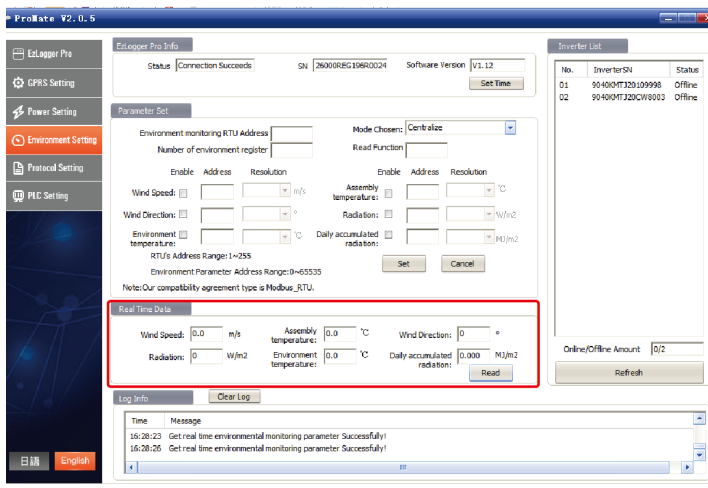 ProMate V2.0.5
EzLogger Pro
GPRS Setting
Power Setting
Environment Setting
Protocol Setting
PLC Setting
日語 English
EzLogger Pro Info
Status Connection Succeeds SN 26000REG196R0024 Software Version V1.12
Set Time
Parameter Set
Environment monitoring RTU Address Mode Chosen: Centralize
Number of environment register Read Function
Enable Address Resolution Enable Address Resolution
Wind Speed: m/s Assembly temperature: ℃
Wind Direction: ° Radiation: W/m2
Environment temperature: ℃ Daily accumulated radiation: MJ/m2
RTU's Address Range:1~255
Set Cancel
Environment Parameter Address Range:0~65535
Note:Our compatibility agreement type is Modbus_RTU.
Real Time Data
Wind Speed: 0.0 m/s Assembly temperature: 0.0 ℃ Wind Direction: 0 °
Radiation: 0 W/m2 Environment temperature: 0.0 ℃ Daily accumulated radiation: 0.000 MJ/m2
Read
Log Info Clear Log
Time Message
16:28:23 Get real time environmental monitoring parameter Successfully!
16:28:26 Get real time environmental monitoring parameter Successfully!
Inverter List
No. InverterSN Status
01 9040KMTJ20109998 Offline
02 9040KMTJ20CW8003 Offline
Online/Offline Amount 0/2
Refresh